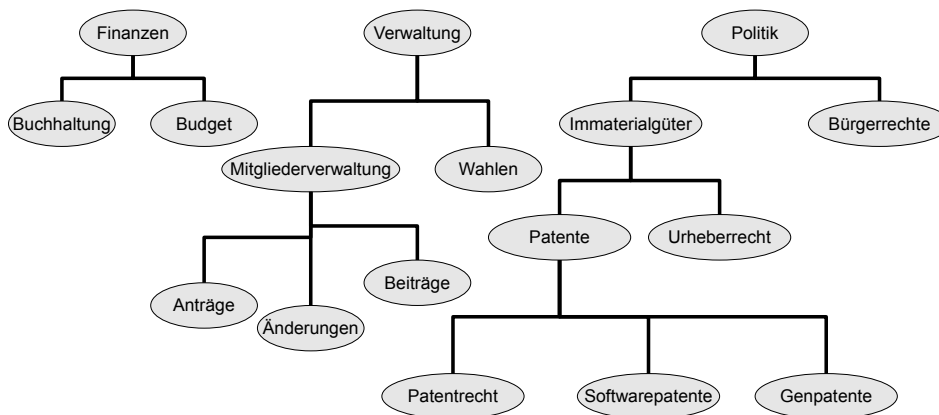 Finanzen
Verwaltung
Politik
Buchhaltung
Budget
Immaterialgüter
Bürgerrechte
Mitgliederverwaltung
Wahlen
Patente
Urheberrecht
Anträge
Beiträge
Änderungen
Patentrecht
Softwarepatente
Genpatente